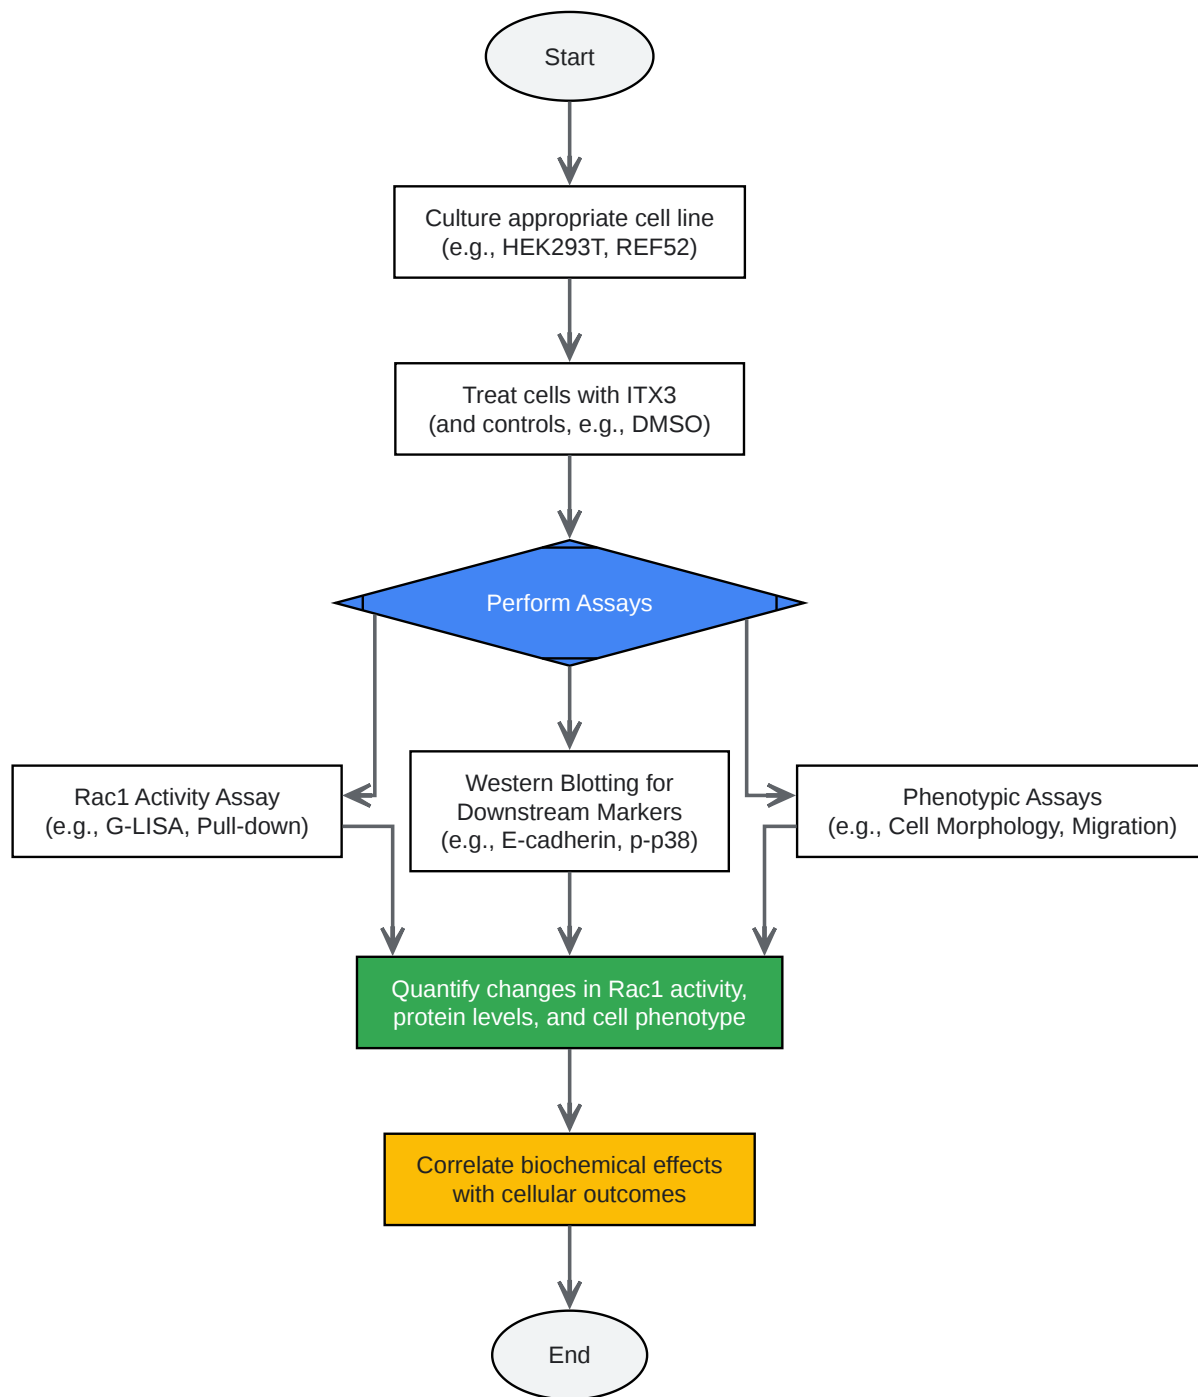 Start
Culture appropriate cell line
(e.g., HEK293T, REF52)
Treat cells with ITX3
(and controls, e.g., DMSO)
Perform Assays
Rac1 Activity Assay
(e.g., G-LISA, Pull-down)
Western Blotting for
Downstream Markers
(e.g., E-cadherin, p-p38)
Phenotypic Assays
(e.g., Cell Morphology, Migration)
Quantify changes in Rac1 activity,
protein levels, and cell phenotype
Correlate biochemical effects
with cellular outcomes
End